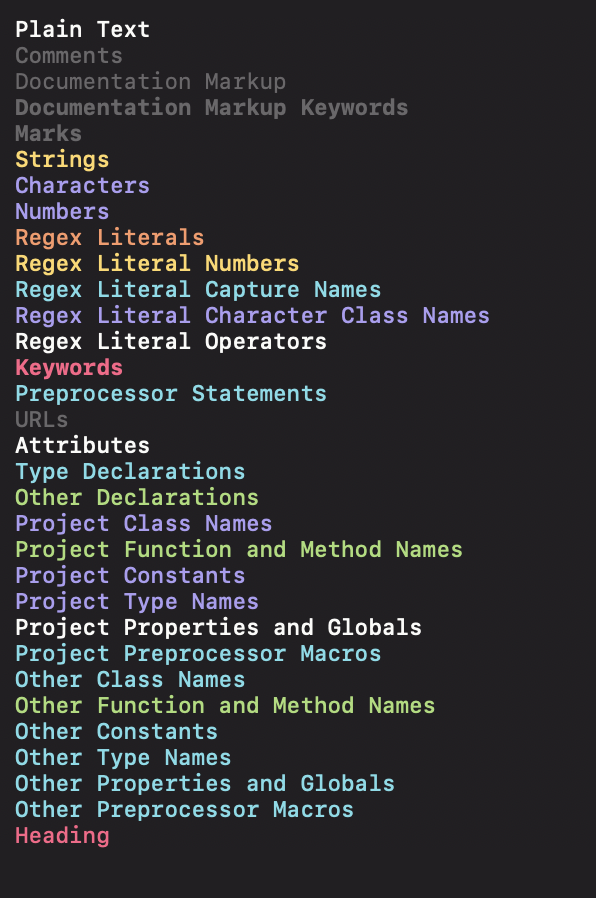 Plain Text
Comments
Documentation Markup
Documentation Markup Keywords
Marks
Strings
Characters
Numbers
Regex Literals
Regex Literal Numbers
Regex Literal Capture Names
Regex Literal Character Class Names
Regex Literal Operators
Keywords
Preprocessor Statements
URLs
Attributes
Type Declarations
Other Declarations
Project Class Names
Project Function and Method Names
Project Constants
Project Type Names
Project Properties and Globals
Project Preprocessor Macros
Other Class Names
Other Function and Method Names
Other Constants
Other Type Names
Other Properties and Globals
Other Preprocessor Macros
Heading